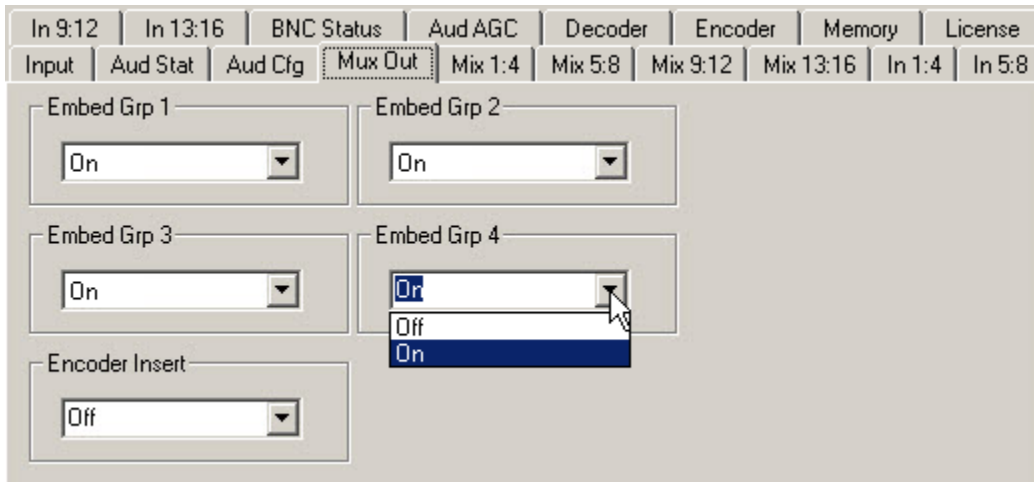 In 9:12 In 13:16 BNC Status Aud AGC Decoder Encoder Memory License
Input Aud Stat Aud Cfg Mux Out Mix 1:4 Mix 5:8 Mix 9:12 Mix 13:16 In 1:4 In 5:8
Embed Grp 1 Embed Grp 2
On On
Embed Grp 3 Embed Grp 4
On On
Off
On
Encoder Insert
Off